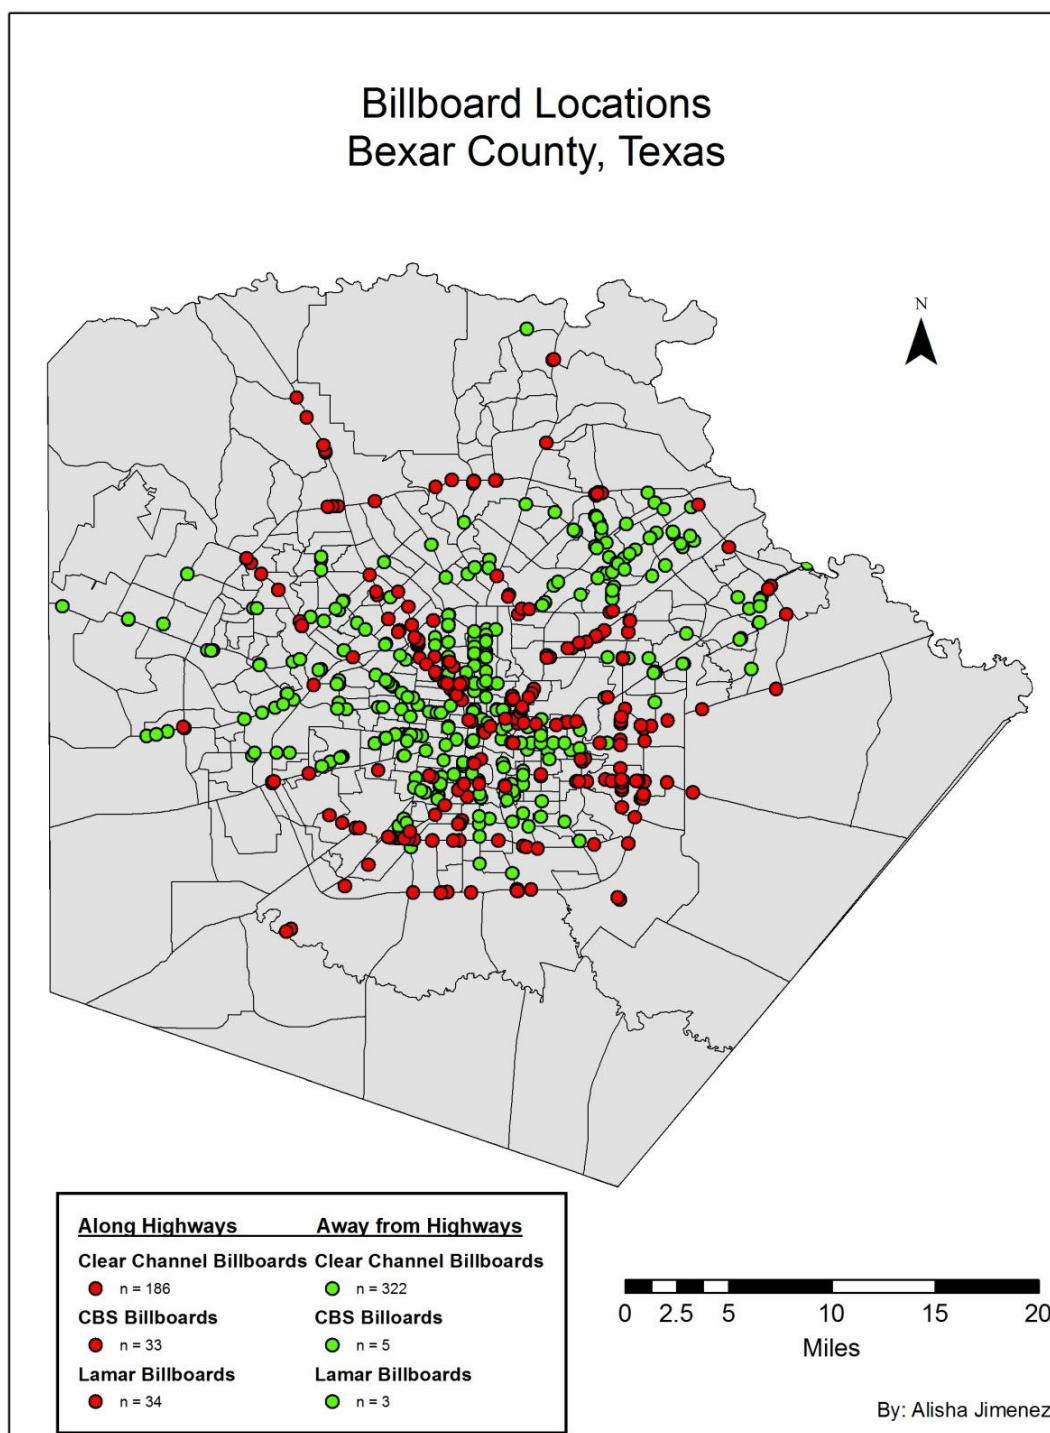 Billboard Locations
Bexar County, Texas
N
Along Highways Away from Highways
Clear Channel Billboards Clear Channel Billboards
n = 186 n = 322
CBS Billboards CBS Billoards
n = 33 n = 5
Lamar Billboards Lamar Billboards
n = 34 n = 3
0 2.5 5 10 15 20
Miles
By: Alisha Jimenez